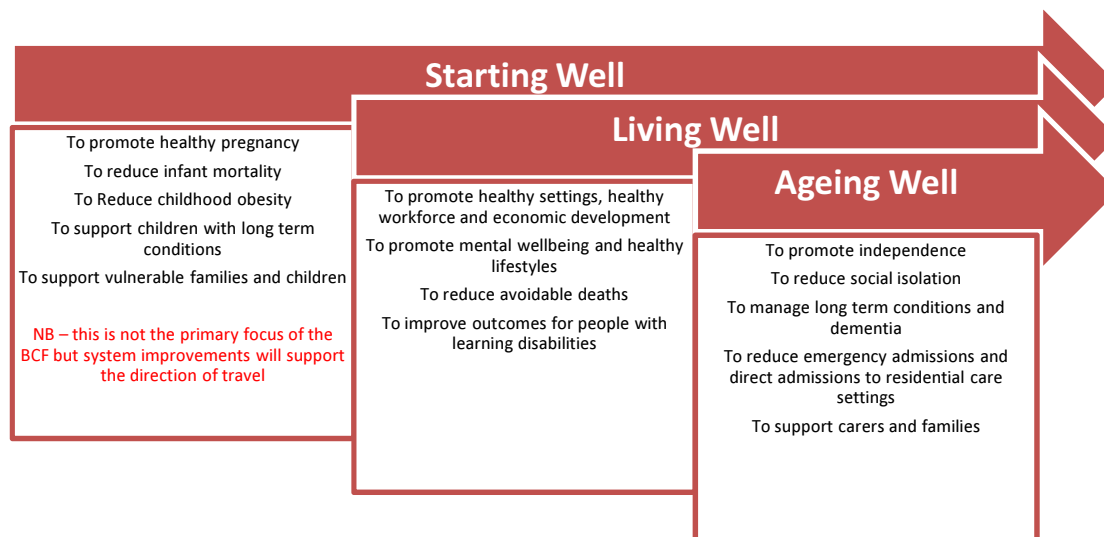 Starting Well
To promote healthy pregnancy
To reduce infant mortality
To Reduce childhood obesity
To support children with long term
conditions
To support vulnerable families and children
NB – this is not the primary focus of the
BCF but system improvements will support
the direction of travel
Living Well
To promote healthy settings, healthy
workforce and economic development
To promote mental wellbeing and healthy
lifestyles
To reduce avoidable deaths
To improve outcomes for people with
learning disabilities
Ageing Well
To promote independence
To reduce social isolation
To manage long term conditions and
dementia
To reduce emergency admissions and
direct admissions to residential care
settings
To support carers and families